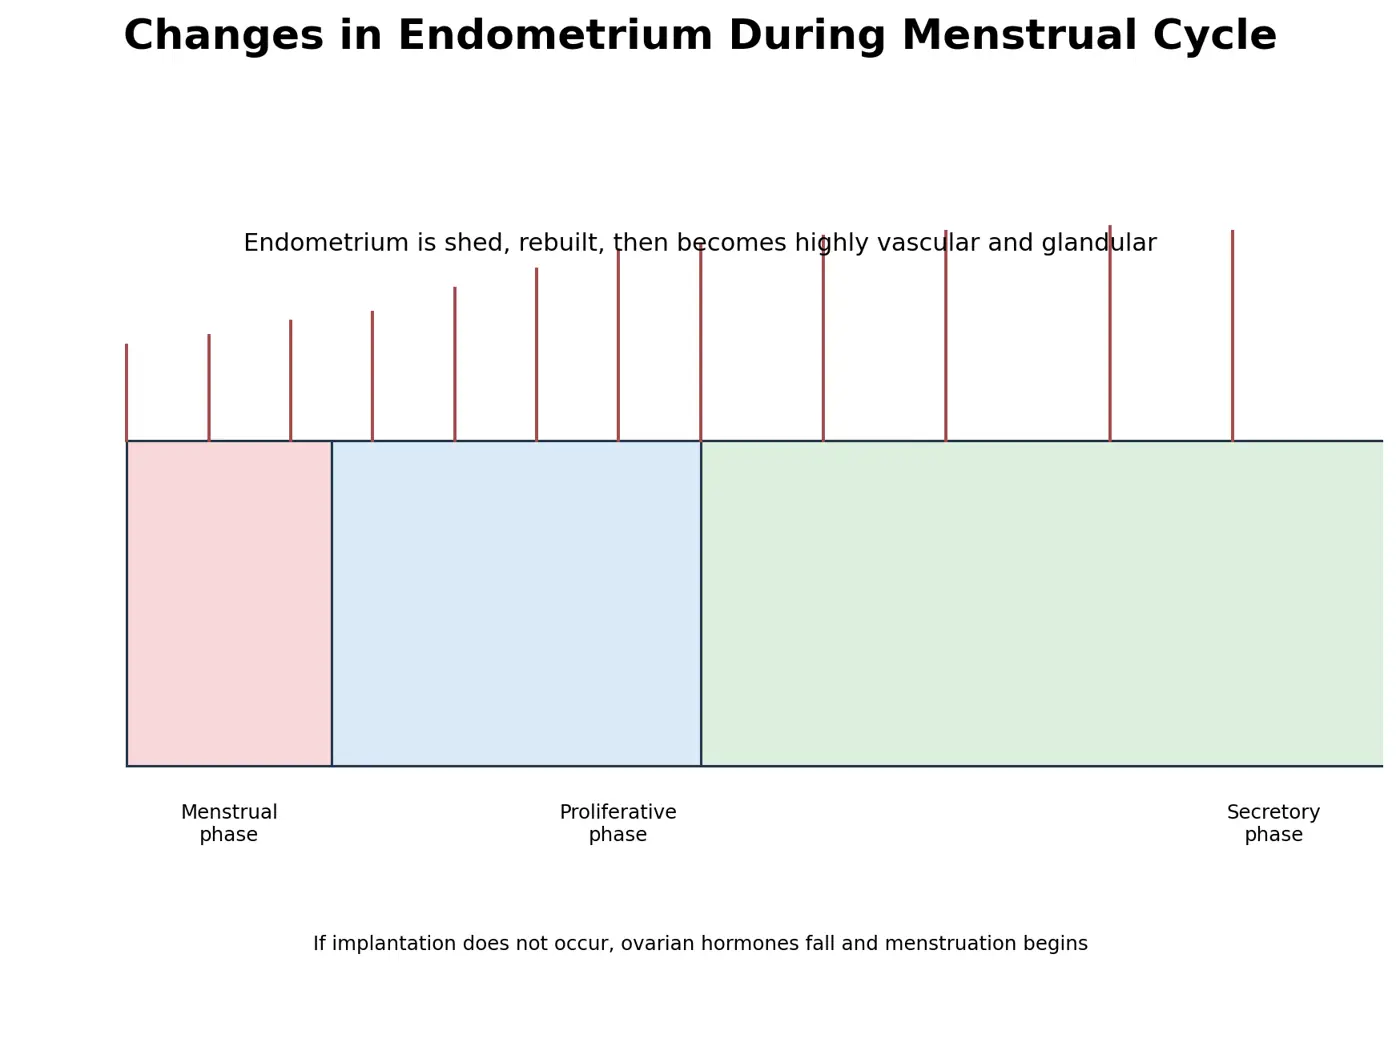 Changes in Endometrium During Menstrual Cycle
Endometrium is shed, rebuilt, then becomes highly vascular and glandular
Menstrual
phase
Proliferative
phase
Secretory
phase
If implantation does not occur, ovarian hormones fall and menstruation begins